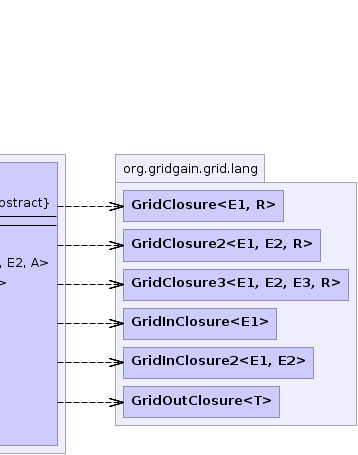 org.gridgain.grid.lang
GridClosure<E1, R>
GridClosure2<E1, E2, R>
, E2, A>
>
GridClosure3<E1, E2, E3, R>
GridInClosure<E1>
GridInClosure2<E1, E2>
GridOutClosure<T>